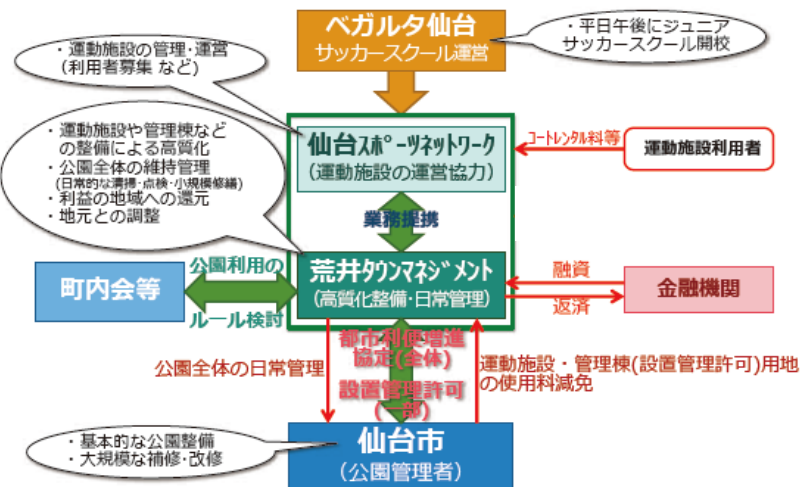 ベガルタ仙台
サッカースクール運営
・平日午後にジュニア
サッカースクール開校
・運動施設の管理・運営
(利用者募集 など)
・運動施設や管理棟など
の整備による高質化
・公園全体の維持管理
(日常的な清掃・点検・小規模修繕)
・利益の地域への還元
・地元との調整
仙台ｽﾎﾟｰﾂﾈｯﾄﾜｰｸ
（運動施設の運営協力）
コートレンタル料等
運動施設利用者
業務提携
町内会等
公園利用の
ルール検討
荒井ﾀｳﾝﾏﾈｼﾞﾒﾝﾄ
（高質化整備・日常管理）
融資
返済
金融機関
都市利便増進
協定(全体)
設置管理許可
(一部)
公園全体の日常管理
運動施設・管理棟(設置管理許可)用地
の使用料減免
・基本的な公園整備
・大規模な補修・改修
仙台市
（公園管理者）